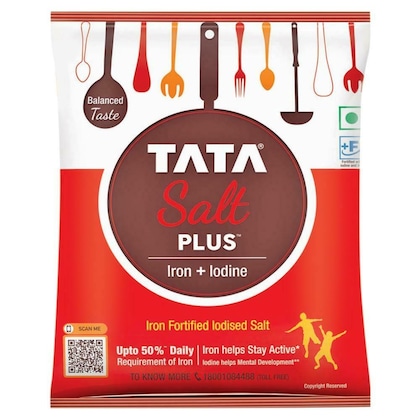 Balanced
Taste
TATA®
Salt
PLUS™
Iron + Iodine
+F
Iron Fortified Iodised Salt
SCAN ME
Upto 50%^ Daily
Requirement of Iron
Iron helps Stay Active*
Iodine helps Mental Development**
TO KNOW MORE
Copyright Reserved